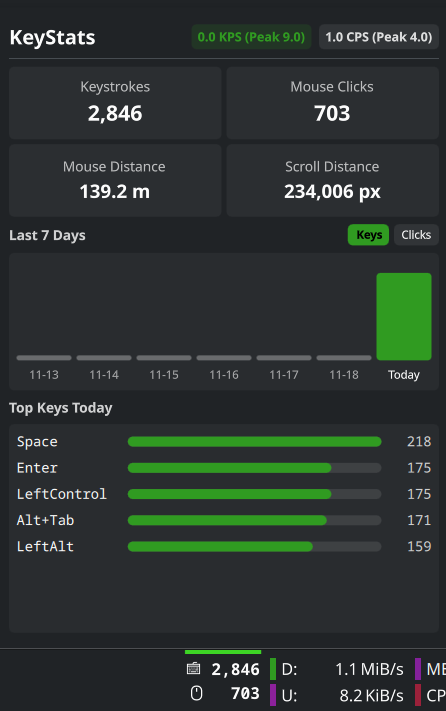 KeyStats 0.0 KPS (Peak 9.0) 1.0 CPS (Peak 4.0)
Keystrokes Mouse Clicks
2,846 703
Mouse Distance Scroll Distance
139.2 m 234,006 px
Last 7 Days Keys Clicks
11-13 11-14 11-15 11-16 11-17 11-18 Today
Top Keys Today
Space 218
Enter 175
LeftControl 175
Alt+Tab 171
LeftAlt 159
2,846 D: 1.1 MiB/s ME
703 U: 8.2 KiB/s CP